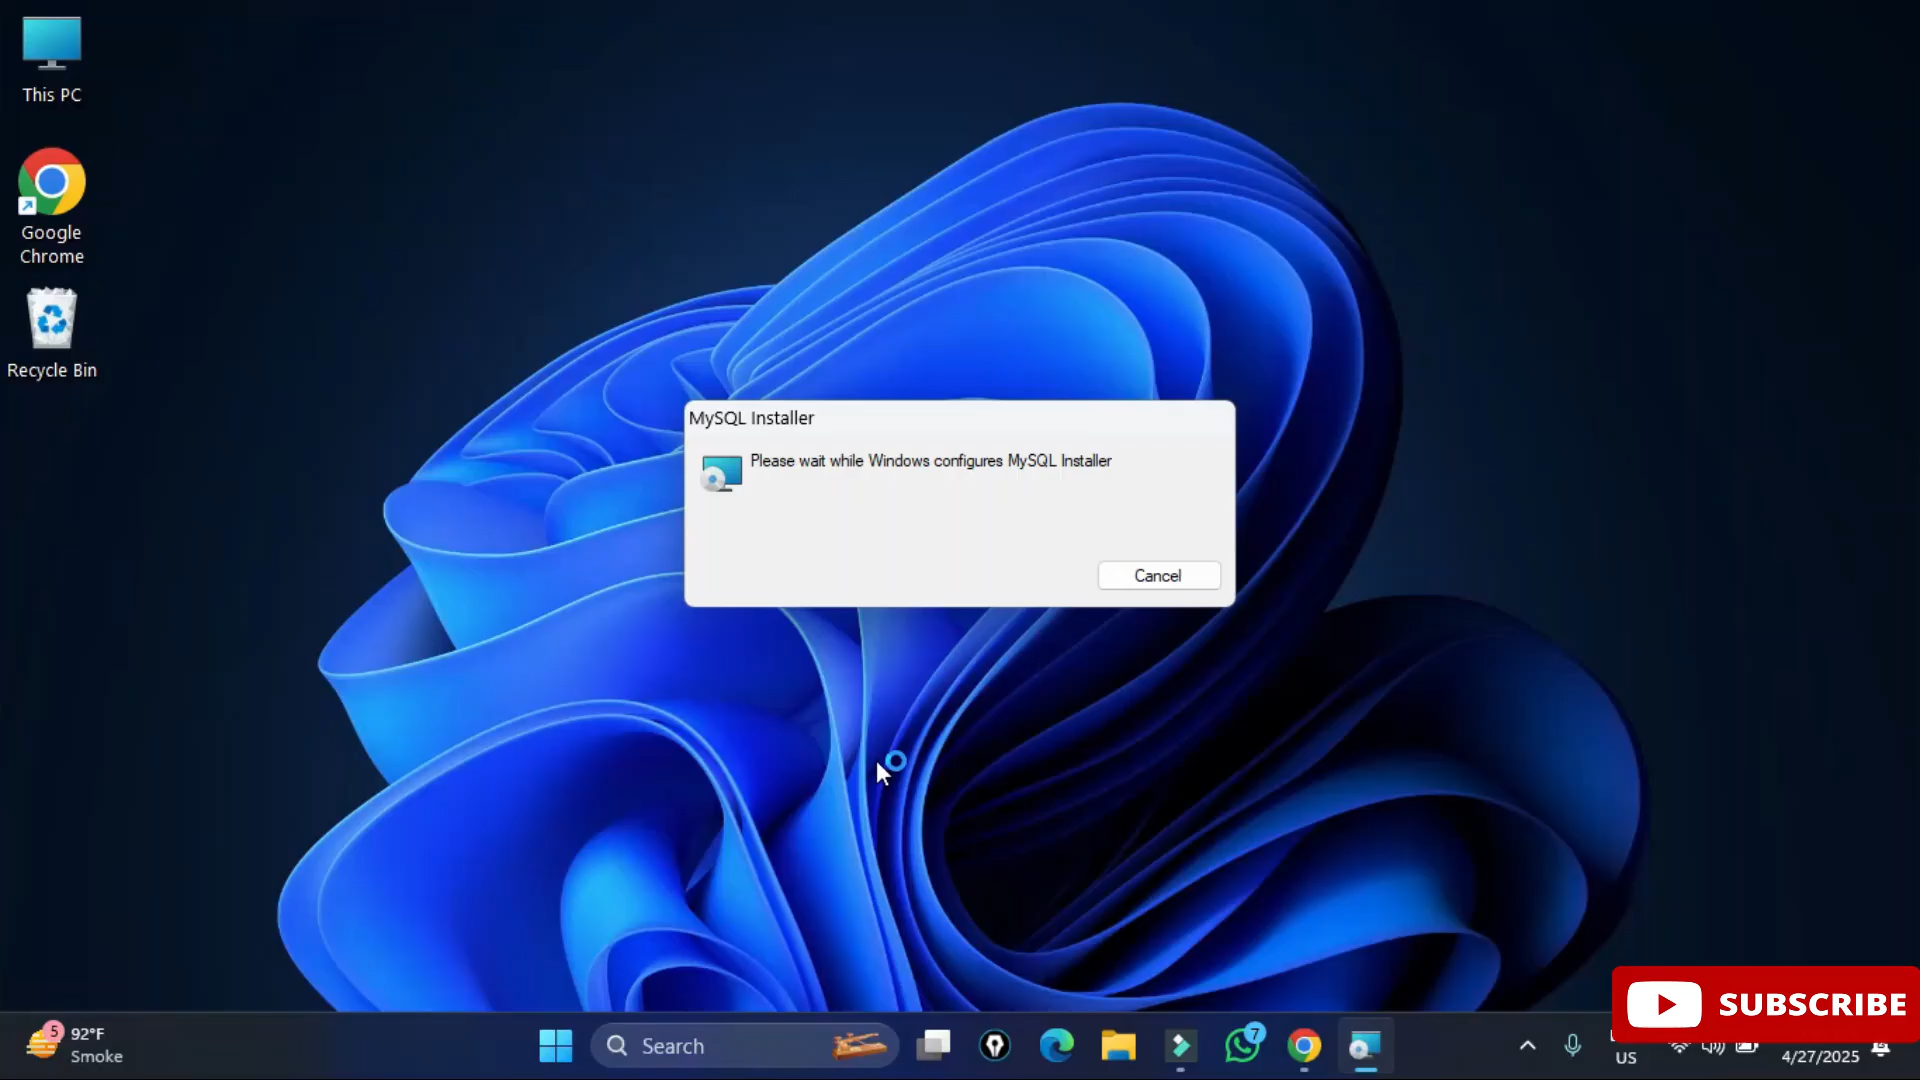 This PC
Google
Chrome
Recycle Bin
MySQL Installer
Please wait while Windows configures MySQL Installer
Cancel
SUBSCRIBE
5
92°F
Smoke
Search
7
US
4/27/2025